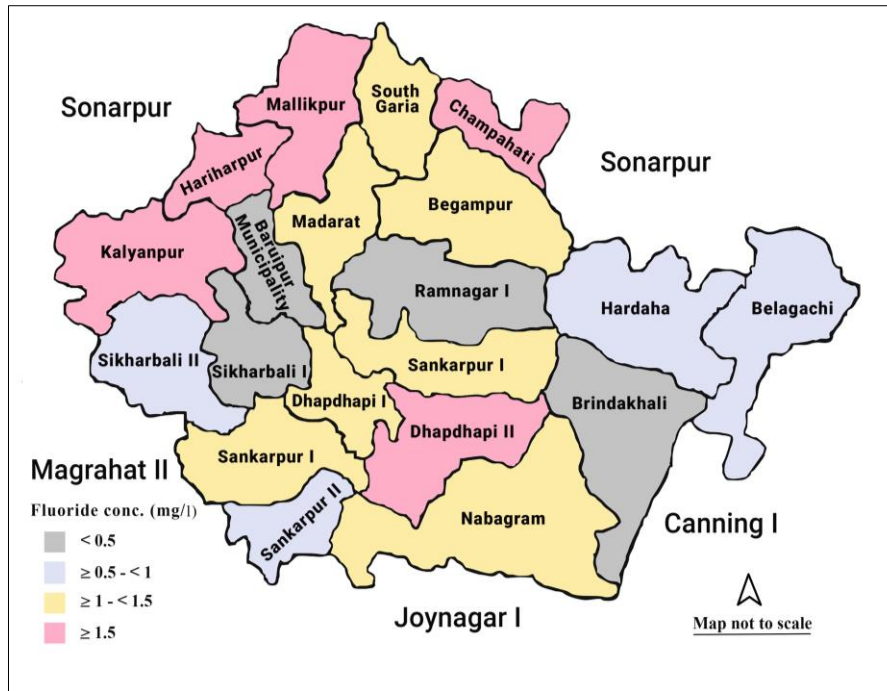 Sonarpur
Mallikpur
South
Garia
Champahati
Sonarpur
Hariharpur
Madarat
Begampur
Kalyanpur
Baruipur
Municipality
Ramnagar I
Hardaha
Belagachi
Sikharbali II
Sikharbali I
Sankarpur I
Dhapdhapi I
Brindakhali
Dhapdhapi II
Sankarpur I
Magrahat II
Sankarpur II
Nabagram
Canning I
Joynagar I
Fluoride conc. (mg/l)
< 0.5
≥ 0.5 - < 1
≥ 1 - < 1.5
≥ 1.5
Map not to scale